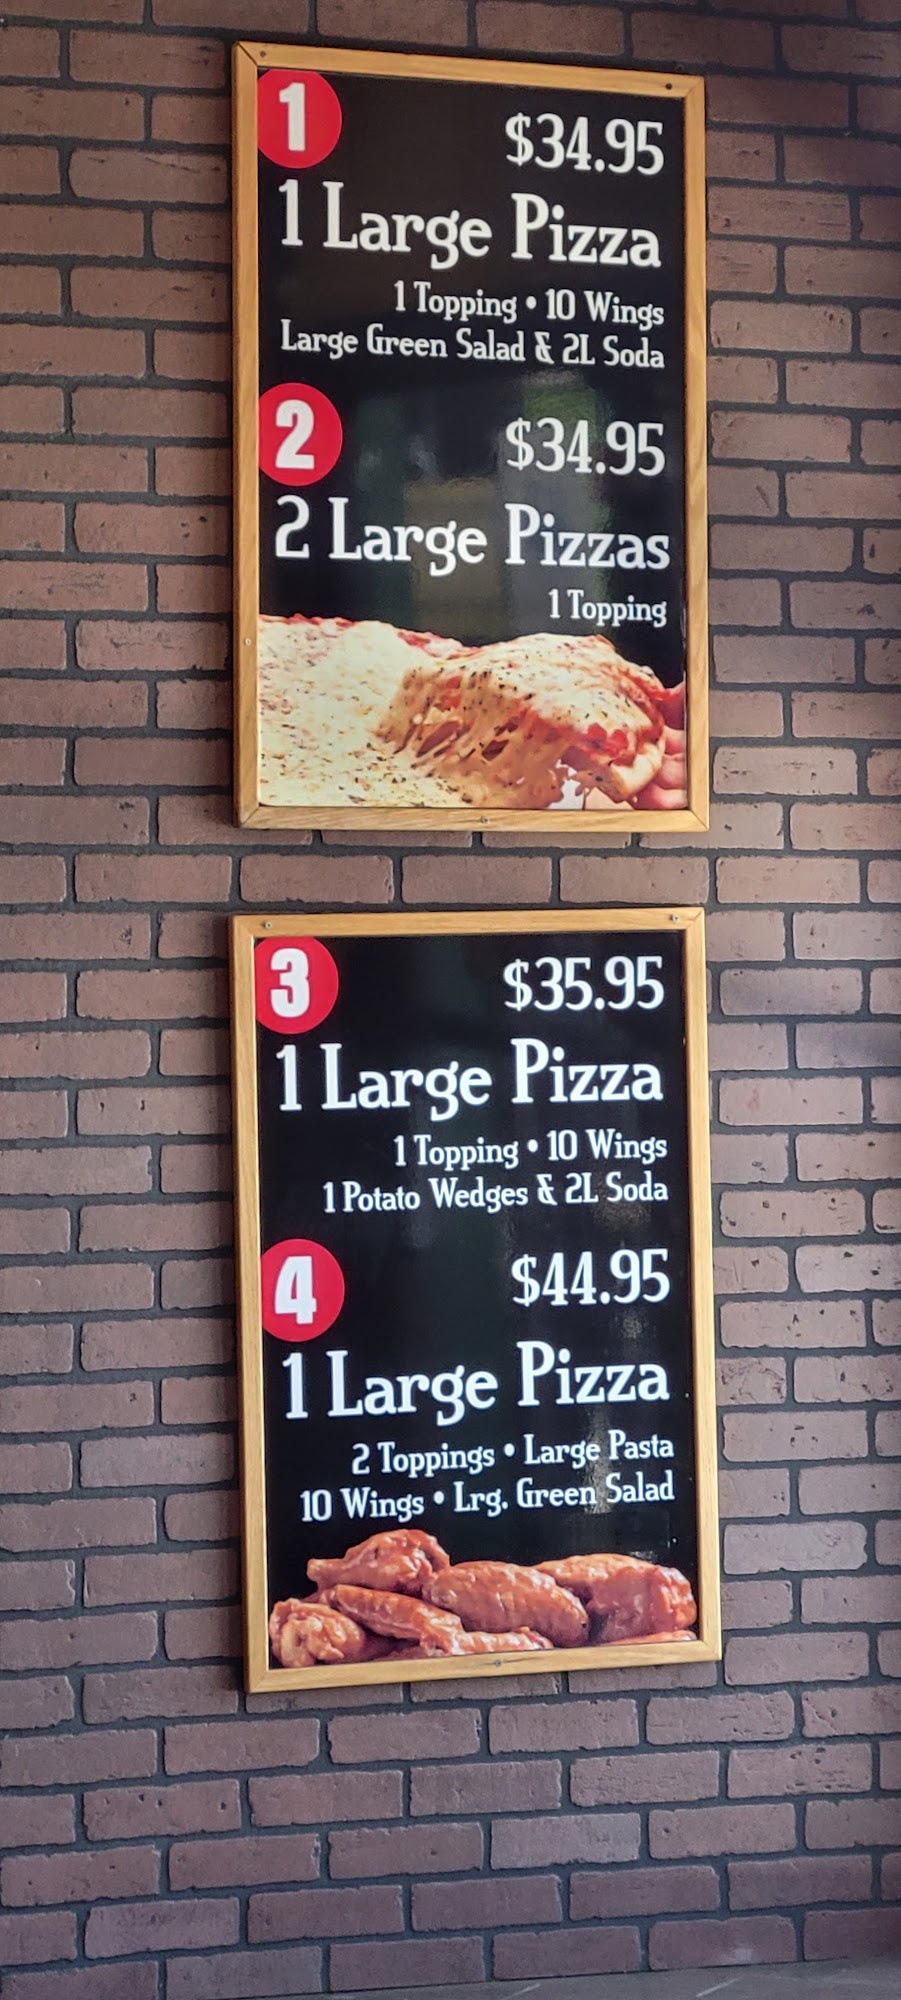 1
$34.95
1 Large Pizza
1 Topping • 10 Wings
Large Green Salad & 2L Soda
2
$34.95
2 Large Pizzas
1 Topping
3
$35.95
1 Large Pizza
1 Topping • 10 Wings
1 Potato Wedges & 2L Soda
4
$44.95
1 Large Pizza
2 Toppings • Large Pasta
10 Wings • Lrg. Green Salad